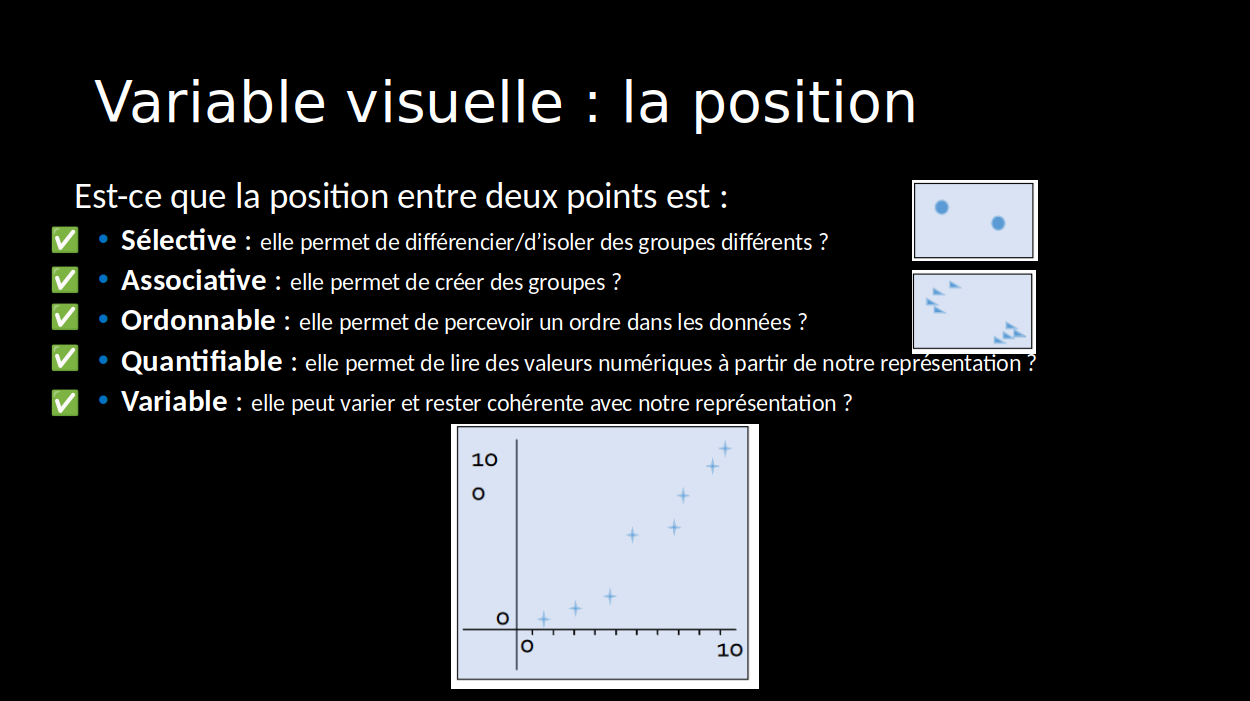 Variable visuelle : la position
Est-ce que la position entre deux points est :
✅ • Sélective : elle permet de différencier/d’isoler des groupes différents ?
✅ • Associative : elle permet de créer des groupes ?
✅ • Ordonnable : elle permet de percevoir un ordre dans les données ?
✅ • Quantifiable : elle permet de lire des valeurs numériques à partir de notre représentation ?
✅ • Variable : elle peut varier et rester cohérente avec notre représentation ?
10
0
0
0
10